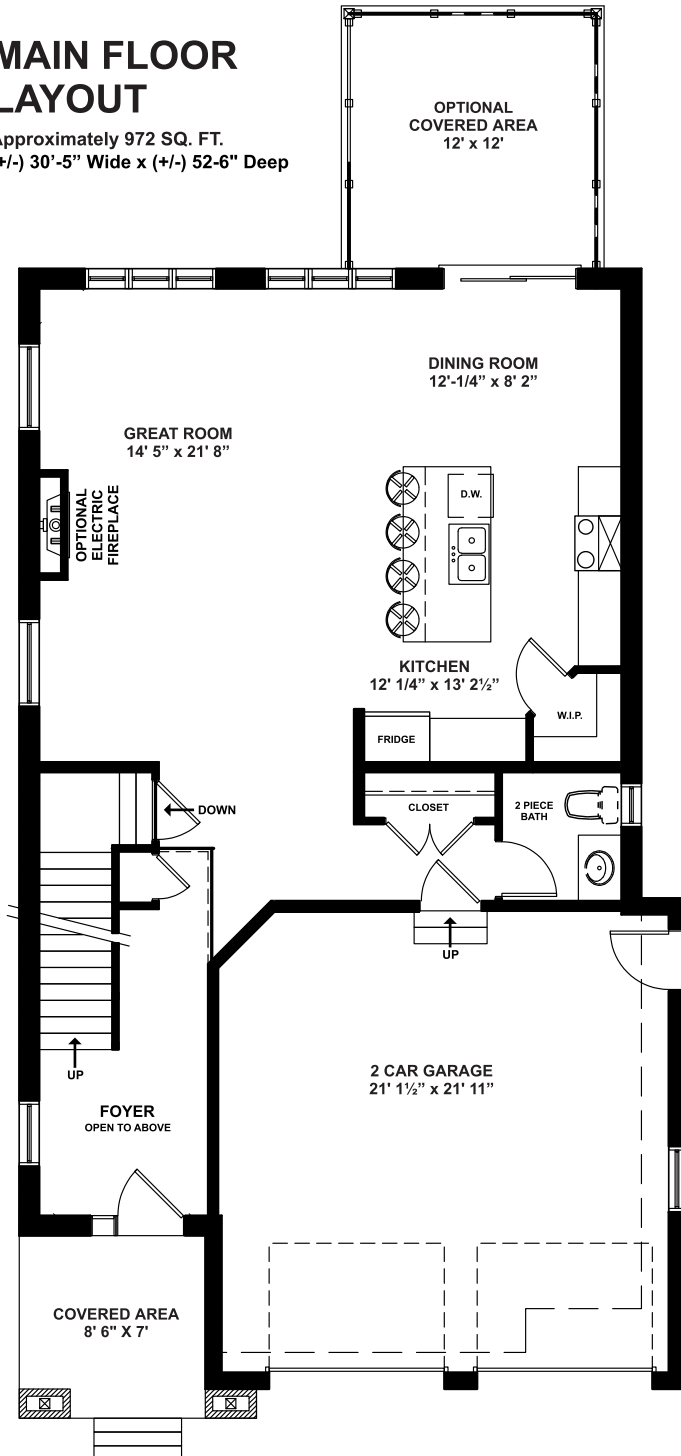 MAIN FLOOR
LAYOUT
Approximately 972 SQ. FT.
+/-) 30'-5” Wide x (+/-) 52-6" Deep
OPTIONAL
COVERED AREA
12' x 12'
DINING ROOM
12'-1/4” x 8' 2”
GREAT ROOM
14' 5” x 21' 8”
OPTIONAL
ELECTRIC
FIREPLACE
D.W.
KITCHEN
12' 1/4” x 13' 2½”
W.I.P.
FRIDGE
DOWN
CLOSET
2 PIECE
BATH
UP
UP
2 CAR GARAGE
21' 1½” x 21' 11”
FOYER
OPEN TO ABOVE
COVERED AREA
8' 6" X 7'